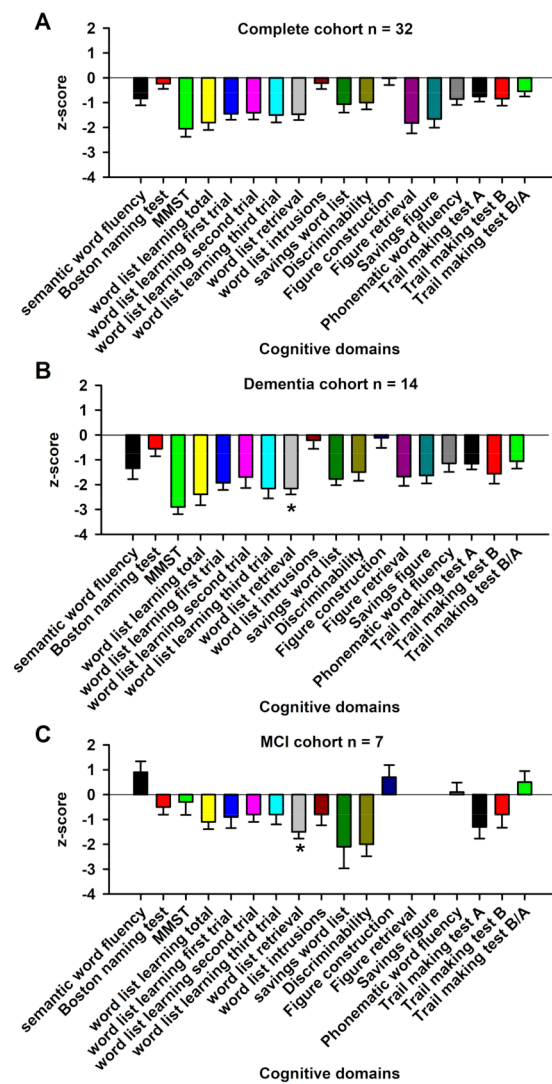 A
Complete cohort n = 32
z-score
2
1
0
-1
-2
-3
-4
semantic word fluency
Boston naming test
MMST
word list learning total
word list learning first trial
word list learning second trial
word list learning third trial
word list retrieval
word list intrusions
savings word list
Discriminability
Figure construction
Figure retrieval
Savings figure
Phonematic word fluency
Trail making test A
Trail making test B
Trail making test B/A
Cognitive domains
B
Dementia cohort n = 14
z-score
2
1
0
-1
-2
-3
-4
*
semantic word fluency
Boston naming test
MMST
word list learning total
word list learning first trial
word list learning second trial
word list learning third trial
word list retrieval
word list intrusions
savings word list
Discriminability
Figure construction
Figure retrieval
Savings figure
Phonematic word fluency
Trail making test A
Trail making test B
Trail making test B/A
Cognitive domains
C
MCI cohort n = 7
z-score
2
1
0
-1
-2
-3
-4
*
semantic word fluency
Boston naming test
MMST
word list learning total
word list learning first trial
word list learning second trial
word list learning third trial
word list retrieval
word list intrusions
savings word list
Discriminability
Figure construction
Figure retrieval
Savings figure
Phonematic word fluency
Trail making test A
Trail making test B
Trail making test B/A
Cognitive domains